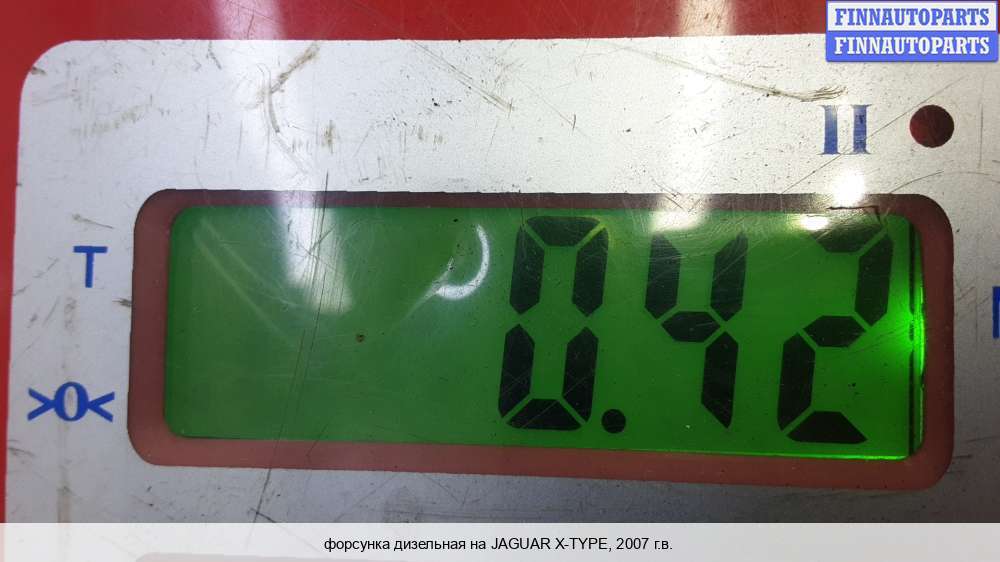 FINNAUTOPARTS
FINNAUTOPARTS
II
T
0.42
>0<
форсунка дизельная на JAGUAR X-TYPE, 2007 г.в.